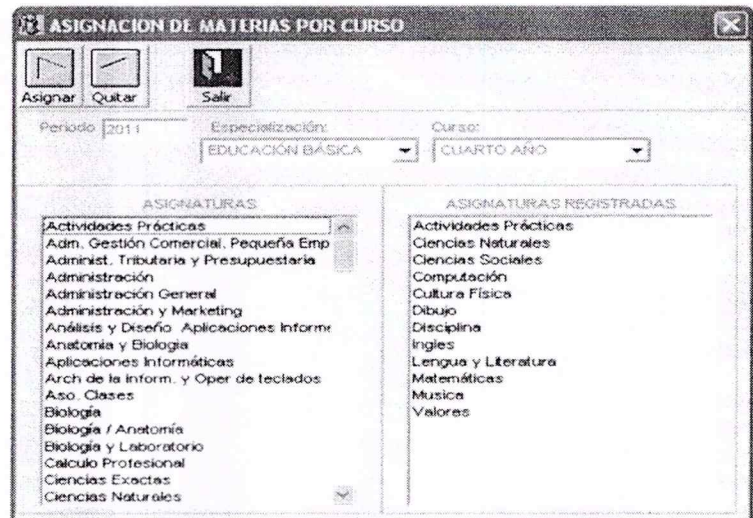 ASIGNACION DE MATERIAS POR CURSO
Asignar Quitar Salir
Periodo 2011 Especialización: Curso:
EDUCACIÓN BÁSICA CUARTO AÑO
ASIGNATURAS
Actividades Prácticas
Adm. Gestión Comercial, Pequeña Emp
Administ. Tributaria y Presupuestaria
Administración
Administración General
Administración y Marketing
Análisis y Diseño Aplicaciones Informe
Anatomía y Biologia
Aplicaciones Informáticas
Arch de la inform. y Oper de teclados
Aso. Clases
Biología
Biología / Anatomía
Biología y Laboratorio
Calculo Profesional
Ciencias Exactas
Ciencias Naturales
ASIGNATURAS REGISTRADAS
Actividades Prácticas
Ciencias Naturales
Ciencias Sociales
Computación
Cultura Física
Dibujo
Disciplina
Ingles
Lengua y Literatura
Matemáticas
Musica
Valores